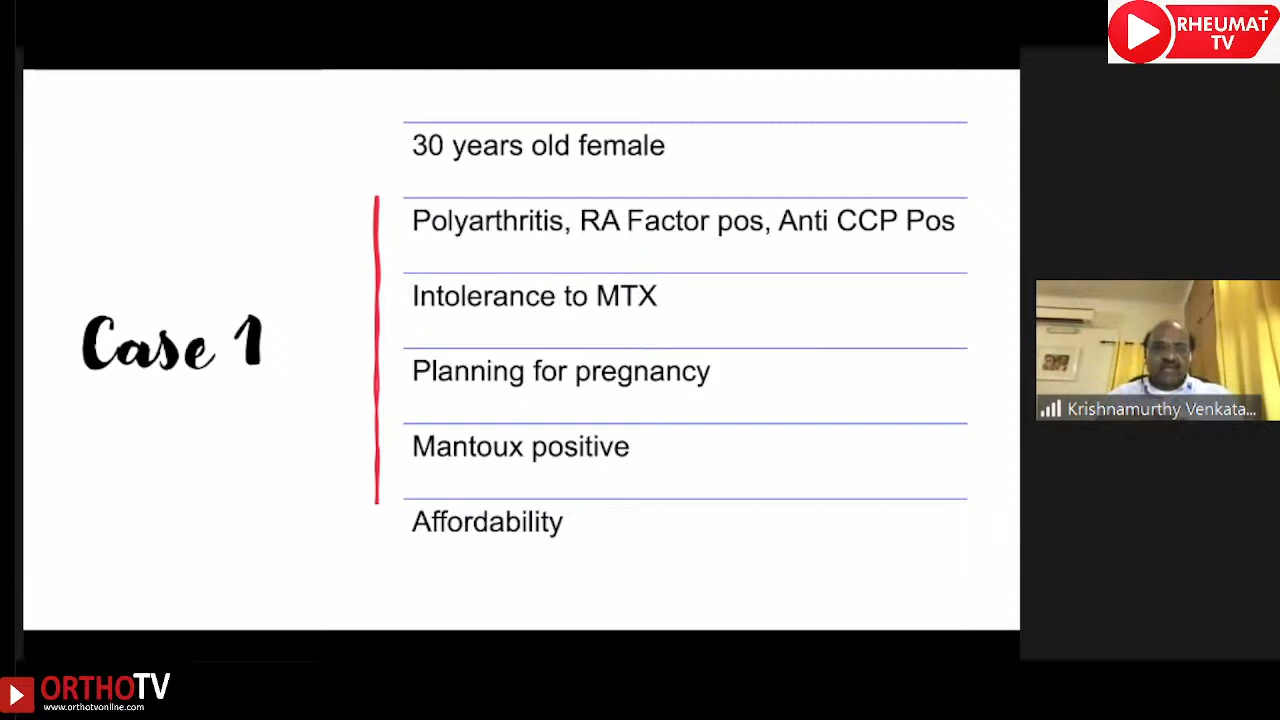 RHEUMAT
TV
30 years old female
Polyarthritis, RA Factor pos, Anti CCP Pos
Intolerance to MTX
Case 1
Planning for pregnancy
Mantoux positive
Affordability
Krishnamurthy Venkata...
ORTHOTV
www.orthotvonline.com